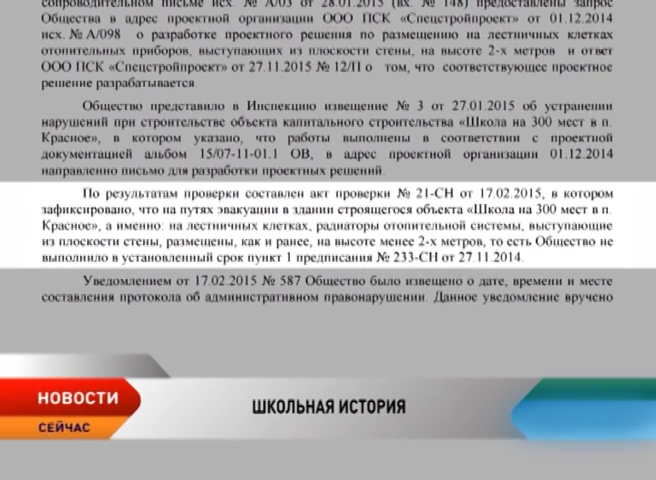 сопроводительном письме исх. № А/03 от 28.01.2015 (вх. № 148) предоставлены запрос
Общества в адрес проектной организации ООО ПСК «Спецстройпроект» от 01.12.2014
исх. № А/098 о разработке проектного решения по размещению на лестничных клетках
отопительных приборов, выступающих из плоскости стены, на высоте 2-х метров и ответ
ООО ПСК «Спецстройпроект» от 27.11.2015 № 12/П о том, что соответствующее проектное
решение разрабатывается.
Общество представило в Инспекцию извещение № 3 от 27.01.2015 об устранении
нарушений при строительстве объекта капитального строительства «Школа на 300 мест в п.
Красное», в котором указано, что работы выполнены в соответствии с проектной
документацией альбом 15/07-11-01.1 ОВ, в адрес проектной организации 01.12.2014
направленно письмо для разработки проектных решений.
По результатам проверки составлен акт проверки № 21-СН от 17.02.2015, в котором
зафиксировано, что на путях эвакуации в здании строящегося объекта «Школа на 300 мест в п.
Красное», а именно: на лестничных клетках, радиаторы отопительной системы, выступающие
из плоскости стены, размещены, как и ранее, на высоте менее 2-х метров, то есть Общество не
выполнило в установленный срок пункт 1 предписания № 233-СН от 27.11.2014.
Уведомлением от 17.02.2015 № 587 Общество было извещено о дате, времени и месте
составления протокола об административном правонарушении. Данное уведомление вручено
НОВОСТИ
СЕЙЧАС
ШКОЛЬНАЯ ИСТОРИЯ